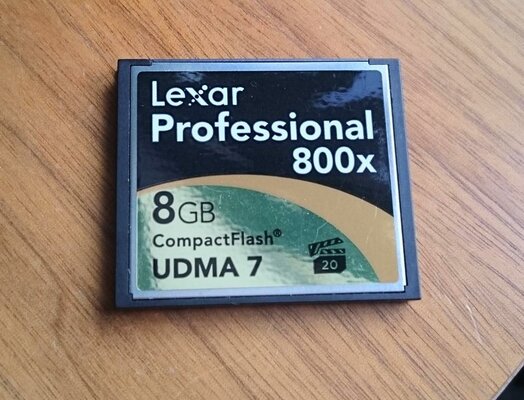 Lexar
Professional
800x
8GB
CompactFlash®
UDMA 7
20